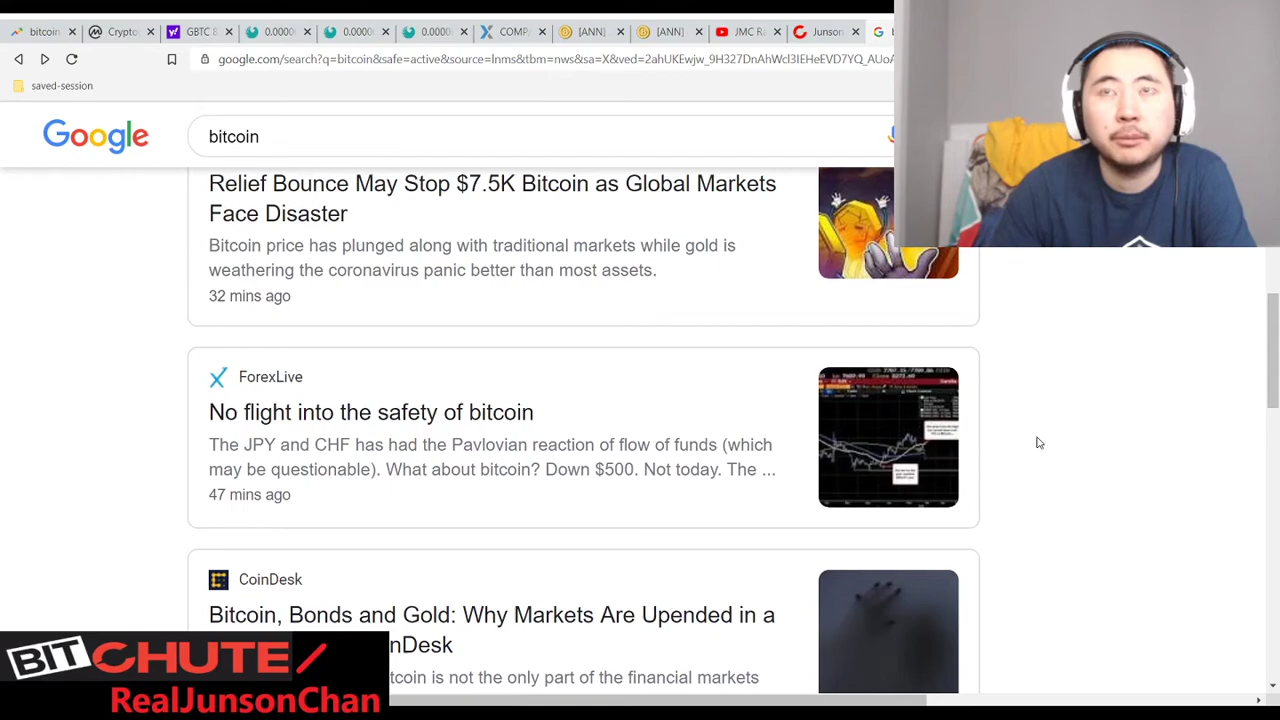 bitcoin
Crypto
GBTC &
0.0000
0.0000
0.0000
COMP.
[ANN]
[ANN]
JMC R
Junson
google.com/search?q=bitcoin&safe=active&source=lnms&tbm=nws&sa=X&ved=2ahUKEwjw_9H327DnAhWcl3IEHeEVD7YQ_AUoA
saved-session
Google
bitcoin
Relief Bounce May Stop $7.5K Bitcoin as Global Markets
Face Disaster
Bitcoin price has plunged along with traditional markets while gold is
weathering the coronavirus panic better than most assets.
32 mins ago
ForexLive
No flight into the safety of bitcoin
The JPY and CHF has had the Pavlovian reaction of flow of funds (which
may be questionable). What about bitcoin? Down $500. Not today. The ...
47 mins ago
CoinDesk
Bitcoin, Bonds and Gold: Why Markets Are Upended in a
nDesk
tcoin is not the only part of the financial markets
BITCHUTE/
RealJunsonChan